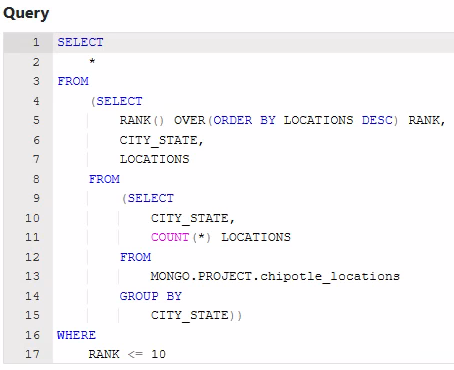 Query
1 SELECT
2 *
3 FROM
4 (SELECT
5 RANK() OVER(ORDER BY LOCATIONS DESC) RANK,
6 CITY_STATE,
7 LOCATIONS
8 FROM
9 (SELECT
10 CITY_STATE,
11 COUNT(*) LOCATIONS
12 FROM
13 MONGO.PROJECT.chipotle_locations
14 GROUP BY
15 CITY_STATE))
16 WHERE
17 RANK <= 10